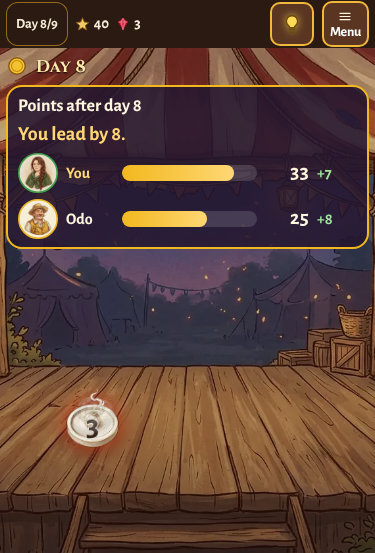 Day 8/9
40
3
Menu
Day 8
Points after day 8
You lead by 8.
You
33 +7
Odo
25 +8
3